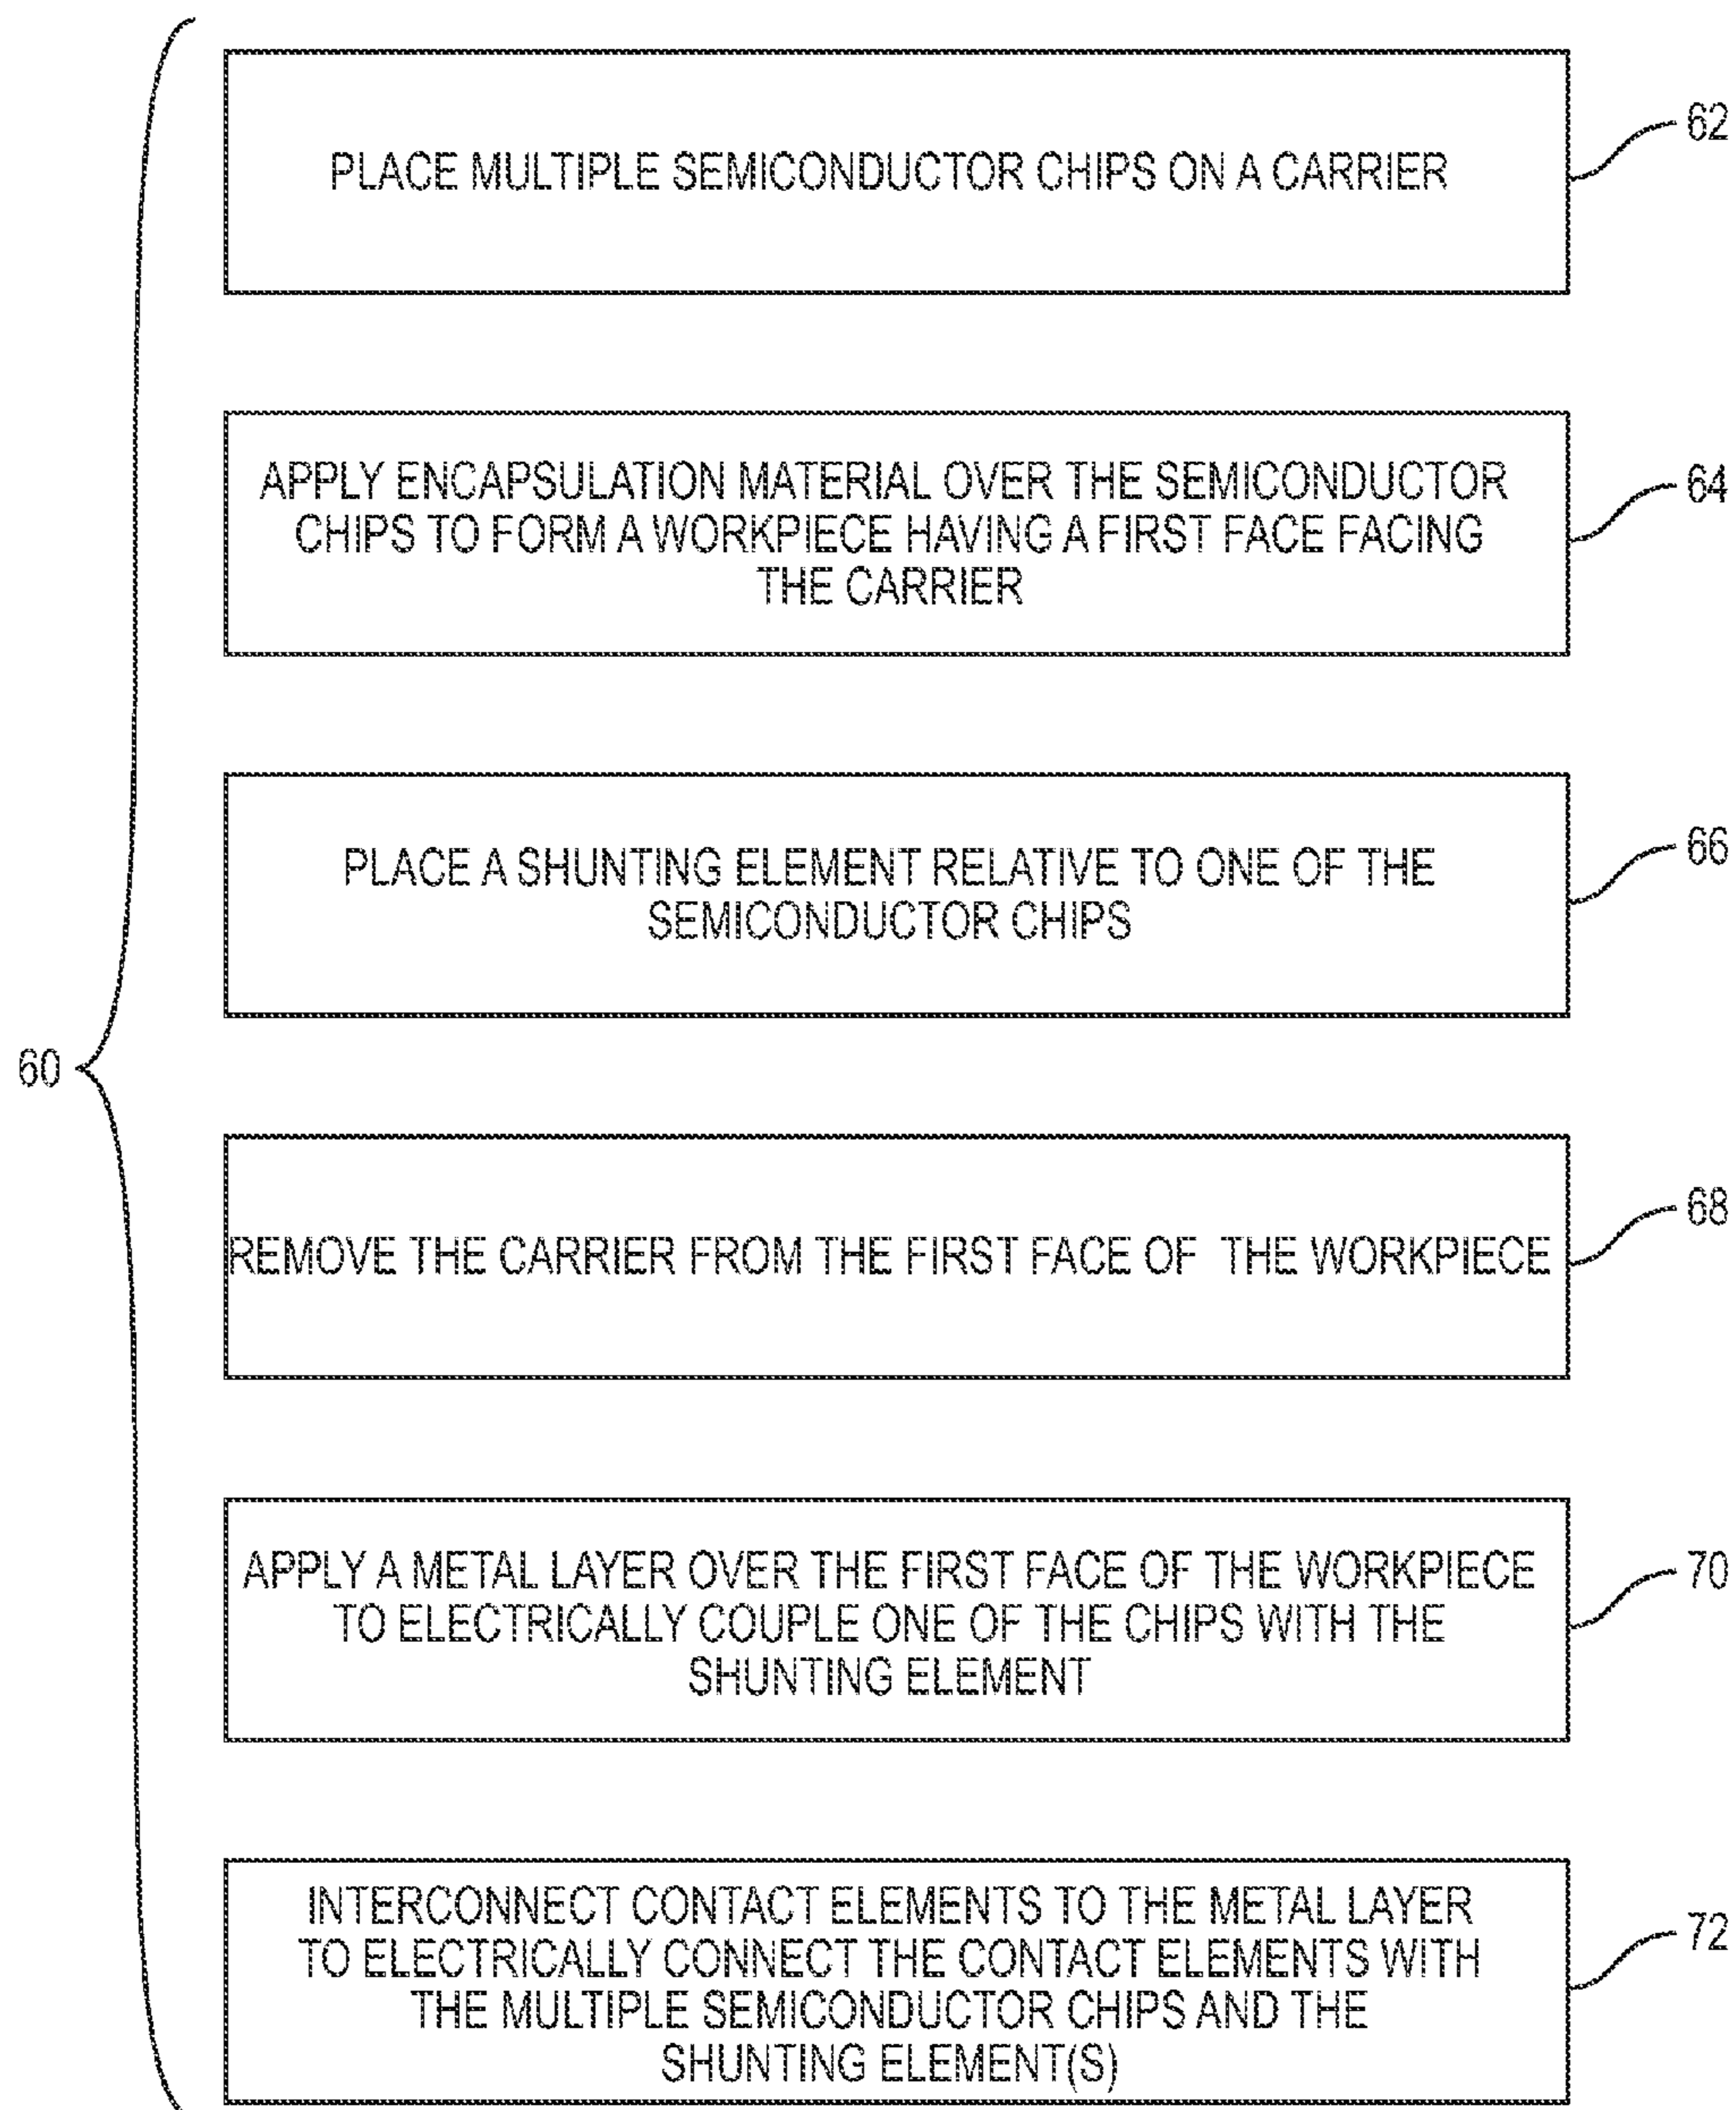 PLACE MULTIPLE SEMICONDUCTOR CHIPS ON A CARRIER
62
APPLY ENCAPSULATION MATERIAL OVER THE SEMICONDUCTOR
CHIPS TO FORM A WORKPIECE HAVING A FIRST FACE FACING
THE CARRIER
64
PLACE A SHUNTING ELEMENT RELATIVE TO ONE OF THE
SEMICONDUCTOR CHIPS
66
60
REMOVE THE CARRIER FROM THE FIRST FACE OF THE WORKPIECE
68
APPLY A METAL LAYER OVER THE FIRST FACE OF THE WORKPIECE
TO ELECTRICALLY COUPLE ONE OF THE CHIPS WITH THE
SHUNTING ELEMENT
70
INTERCONNECT CONTACT ELEMENTS TO THE METAL LAYER
TO ELECTRICALLY CONNECT THE CONTACT ELEMENTS WITH
THE MULTIPLE SEMICONDUCTOR CHIPS AND THE
SHUNTING ELEMENT(S)
72